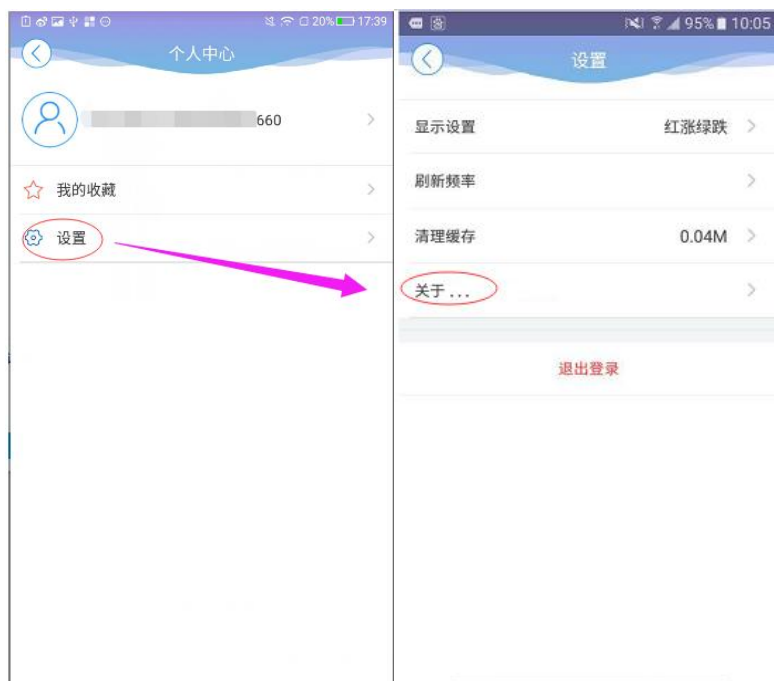 20% 17:39
个人中心
660
我的收藏
设置
95% 10:05
设置
显示设置 红涨绿跌
刷新频率
清理缓存 0.04M
关于 ...
退出登录